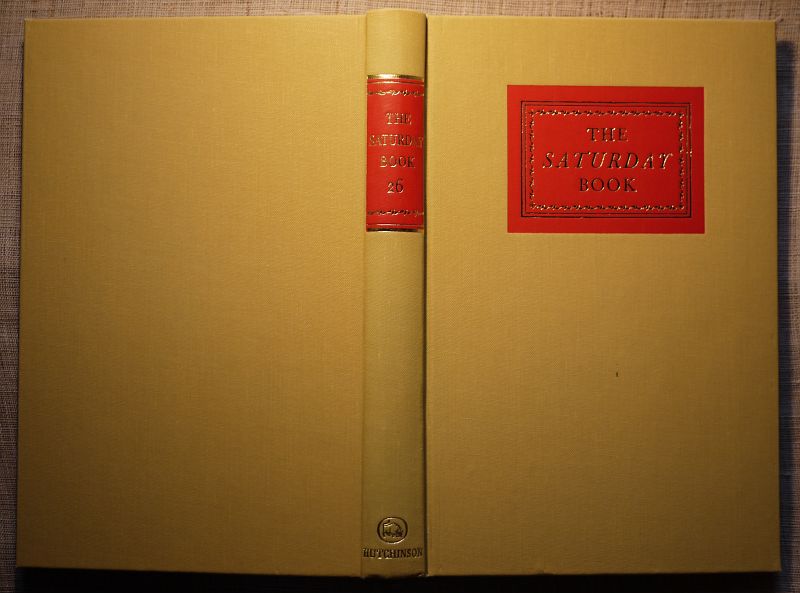 THE
SATURDAY
BOOK
26
HUTCHINSON
THE
SATURDAY
BOOK